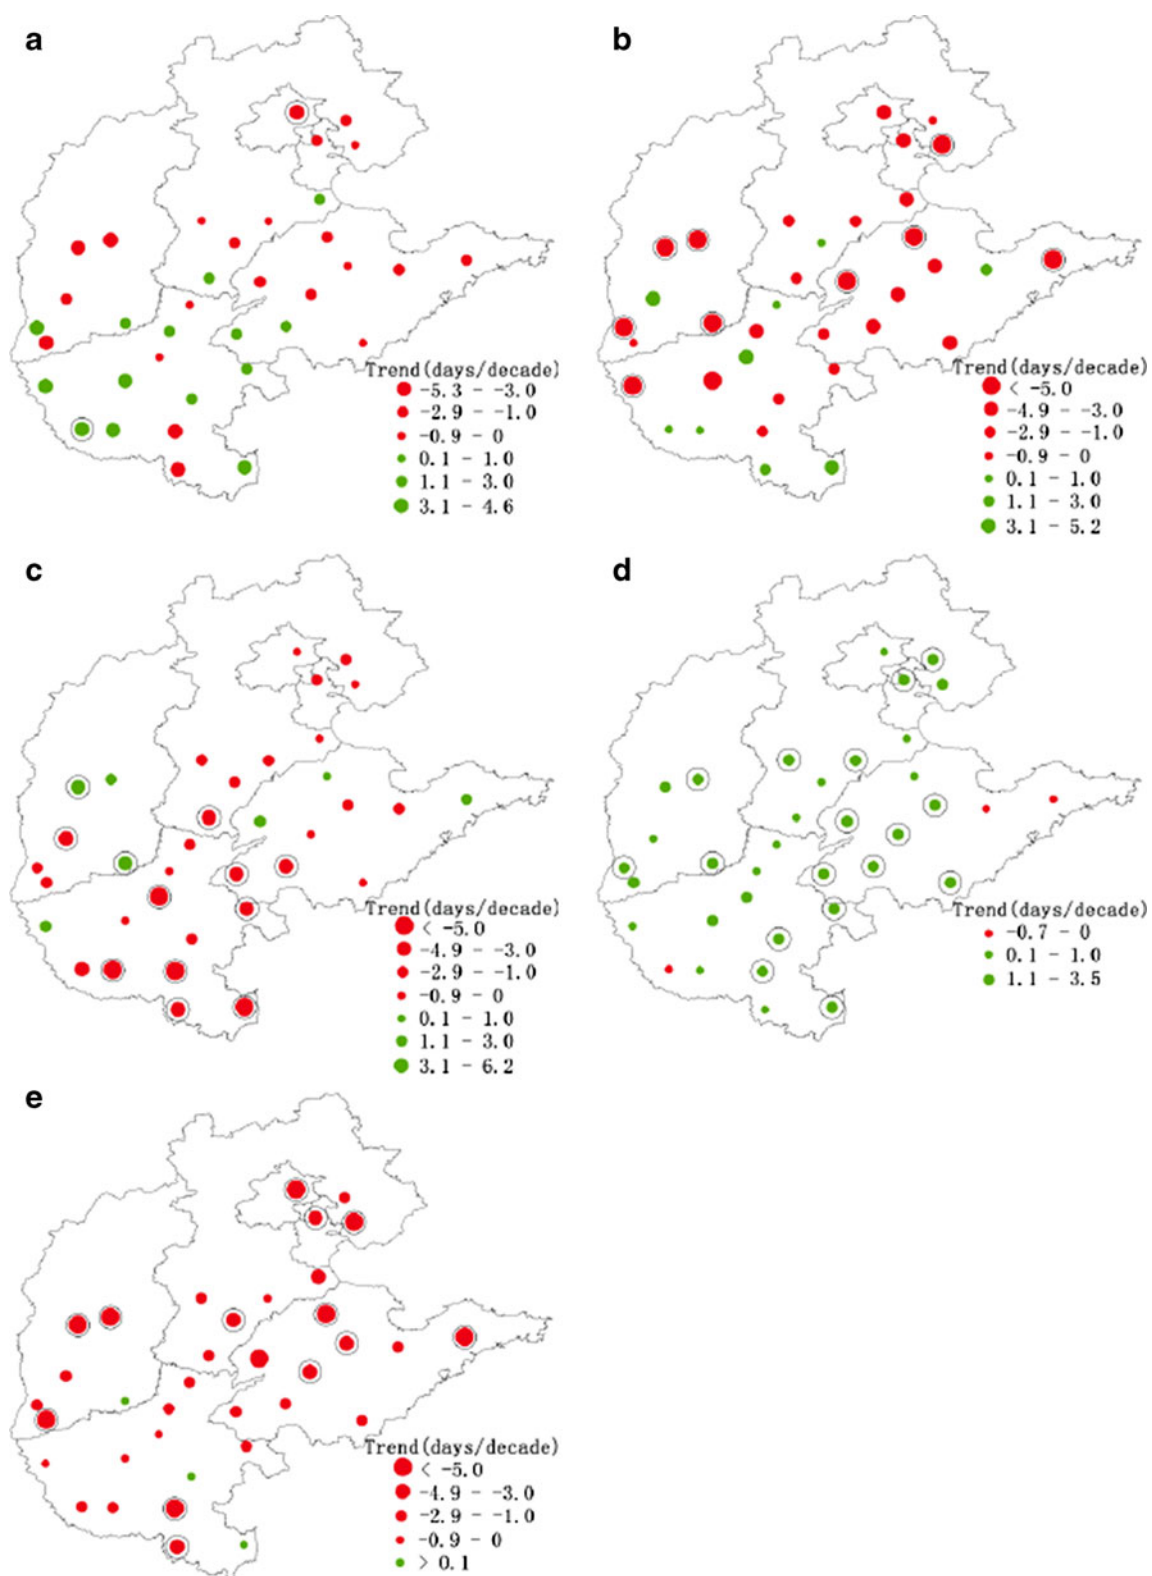 a
b
Trend(days/decade)
-5.3 - -3.0
-2.9 - -1.0
-0.9 - 0
0.1 - 1.0
1.1 - 3.0
3.1 - 4.6
Trend(days/decade)
< -5.0
-4.9 - -3.0
-2.9 - -1.0
-0.9 - 0
0.1 - 1.0
1.1 - 3.0
3.1 - 5.2
c
d
Trend(days/decade)
< -5.0
-4.9 - -3.0
-2.9 - -1.0
-0.9 - 0
0.1 - 1.0
1.1 - 3.0
3.1 - 6.2
Trend(days/decade)
-0.7 - 0
0.1 - 1.0
1.1 - 3.5
e
Trend(days/decade)
< -5.0
-4.9 - -3.0
-2.9 - -1.0
-0.9 - 0
> 0.1